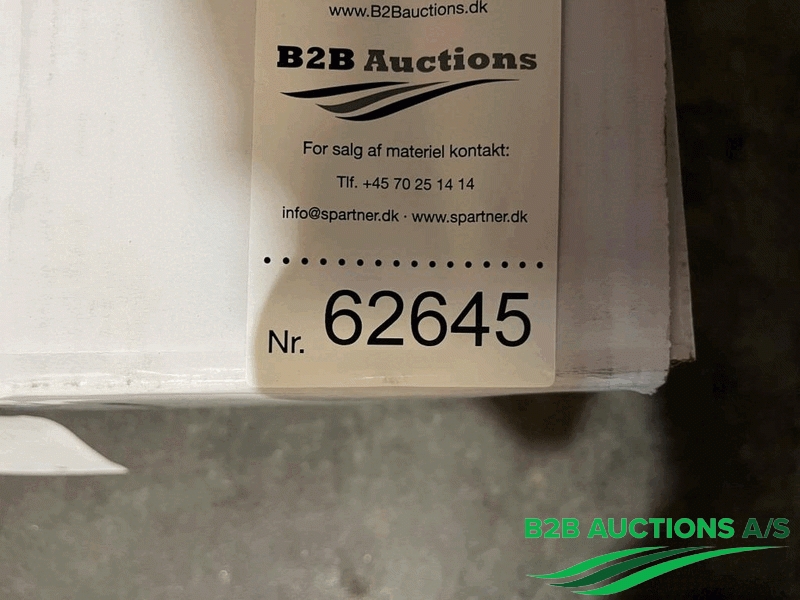 www.B2Bauctions.dk
B2B Auctions
For salg af materiel kontakt:
Tlf. +45 70 25 14 14
info@spartner.dk · www.spartner.dk
Nr. 62645
B2B AUCTIONS A/S